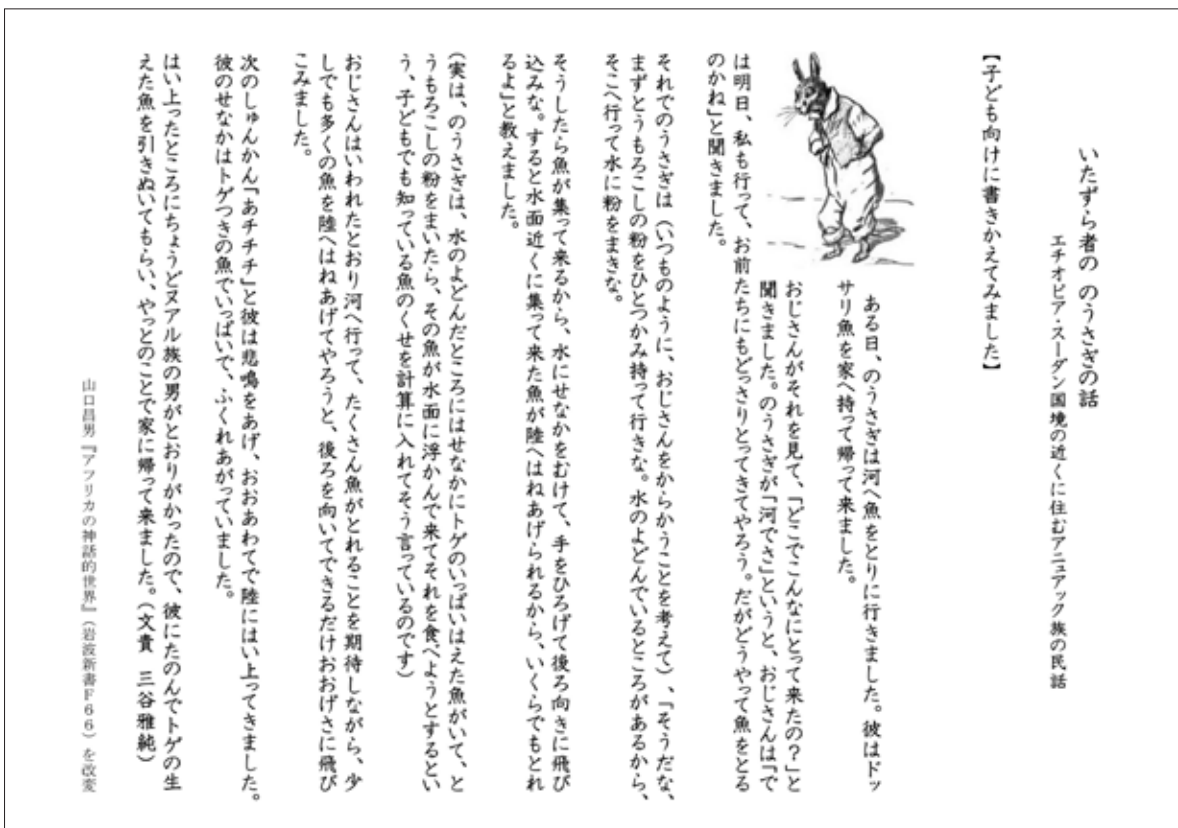 いたずら者の のうさぎの話
エチオピア・スーダン国境の近くに住むアニュアック族の民話
【子ども向けに書きかえてみました】
ある日、のうさぎは河へ魚をとりに行きました。彼はドッ
サリ魚を家へ持って帰って来ました。
おじさんがそれを見て、「どこでこんなにとって来たの?」と
聞きました。のうさぎが「河でさ」というと、おじさんは「で
は明日、私も行って、お前たちにもどっさりとってきてやろう。だがどうやって魚をとる
のかね」と聞きました。
それでのうさぎは（いつものように、おじさんをからかうことを考えて）、「そうだな、
まずとうもろこしの粉をひとつかみ持って行きな。水のよどんでいるところがあるから、
そこへ行って水に粉をまきな。
そうしたら魚が集って来るから、水にせなかをむけて、手をひろげて後ろ向きに飛び
込みな。すると水面近くに集って来た魚が陸へはねあげられるから、いくらでもとれ
るよ」と教えました。
（実は、のうさぎは、水のよどんだところにはせなかにトゲのいっぱいはえた魚がいて、と
うもろこしの粉をまいたら、その魚が水面に浮かんで来てそれを食べようとするとい
う、子どもでも知っている魚のくせを計算に入れてそう言っているのです）
おじさんはいわれたとおり河へ行って、たくさん魚がとれることを期待しながら、少
しでも多くの魚を陸へはねあげてやろうと、後ろを向いてできるだけおおげさに飛び
こみました。
次のしゅんかん「あチチチ」と彼は悲鳴をあげ、おおあわてで陸にはい上ってきました。
彼のせなかはトゲつきの魚でいっぱいで、ふくれあがっていました。
はい上ったところにちょうどヌアル族の男がとおりがかったので、彼にたのんでトゲの生
えた魚を引きぬいてもらい、やっとのことで家に帰って来ました。（文責 三谷雅純）
山口昌男『アフリカの神話的世界』（岩波新書F66）を改変